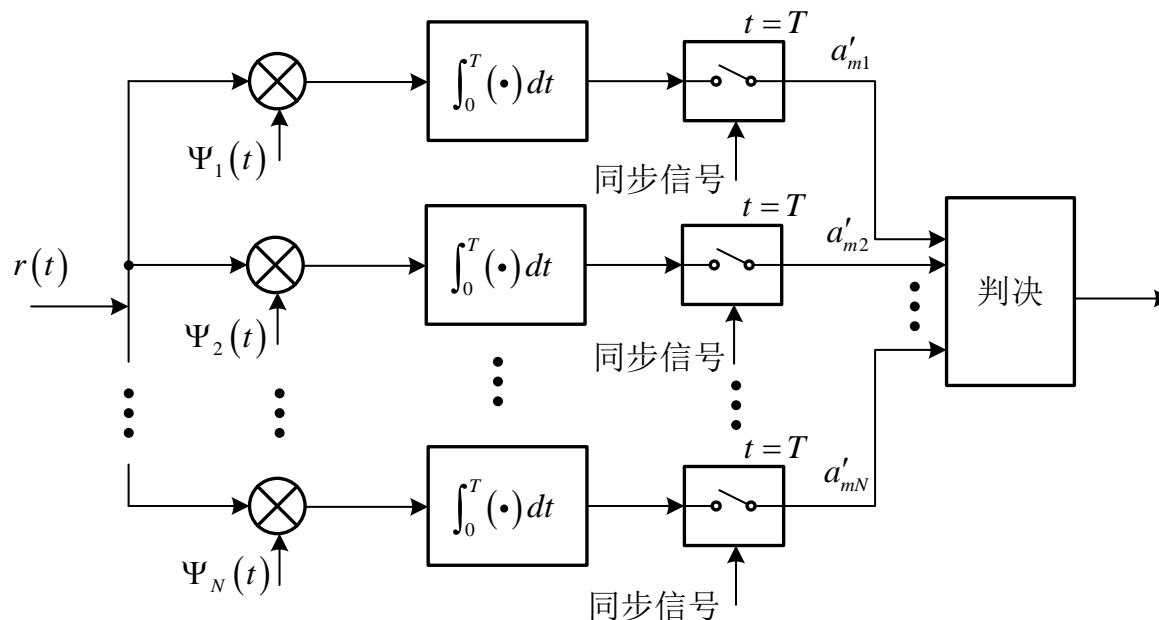 t = T
a′ₘ₁
∫₀ᵀ (•) dt
Ψ₁(t)
同步信号
t = T
a′ₘ₂
r(t)
∫₀ᵀ (•) dt
判决
Ψ₂(t)
同步信号
t = T
a′ₘN
∫₀ᵀ (•) dt
Ψ_N(t)
同步信号